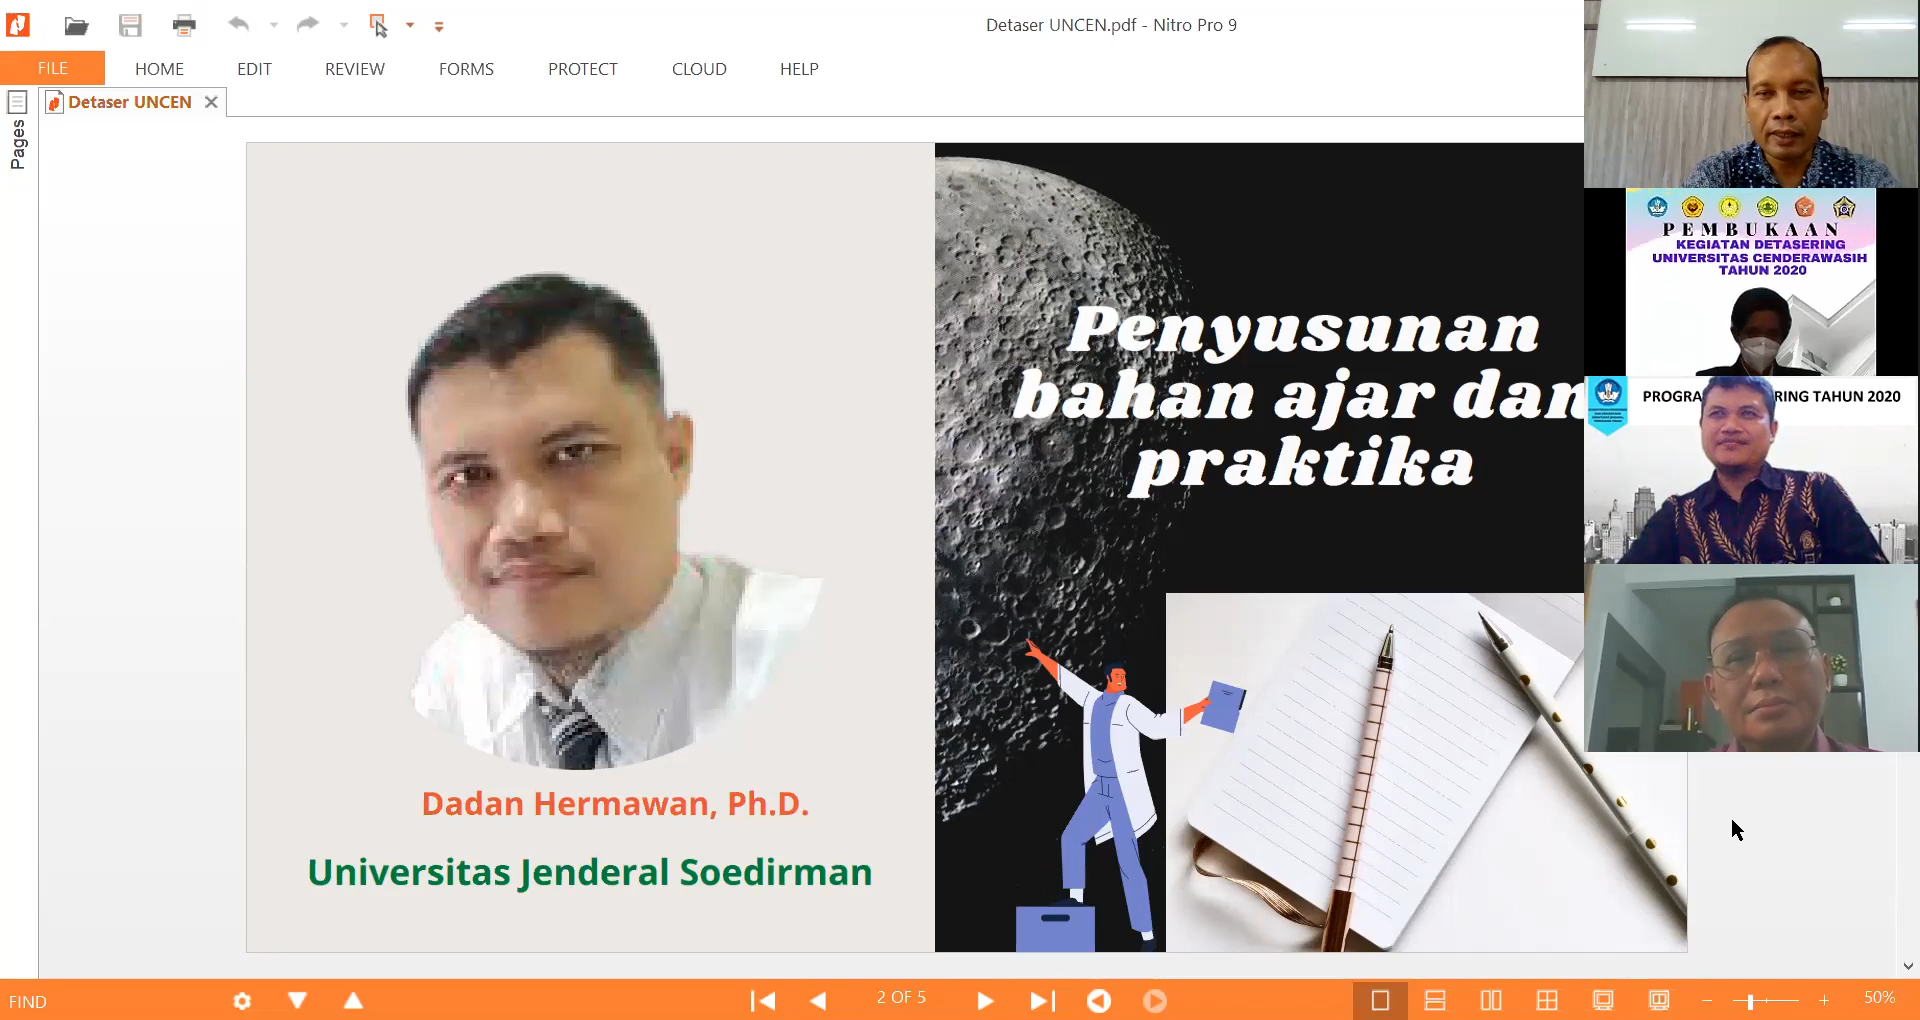 Detaser UNCEN.pdf - Nitro Pro 9
FILE
HOME
EDIT
REVIEW
FORMS
PROTECT
CLOUD
HELP
Detaser UNCEN
Pages
Dadan Hermawan, Ph.D.
Universitas Jenderal Soedirman
Penyusunan
bahan ajar dan
praktika
PEMBUKAAN
KEGIATAN DETASERING
UNIVERSITAS CENDERAWASIH
TAHUN 2020
PROGRA RING TAHUN 2020
FIND
2 OF 5
50%